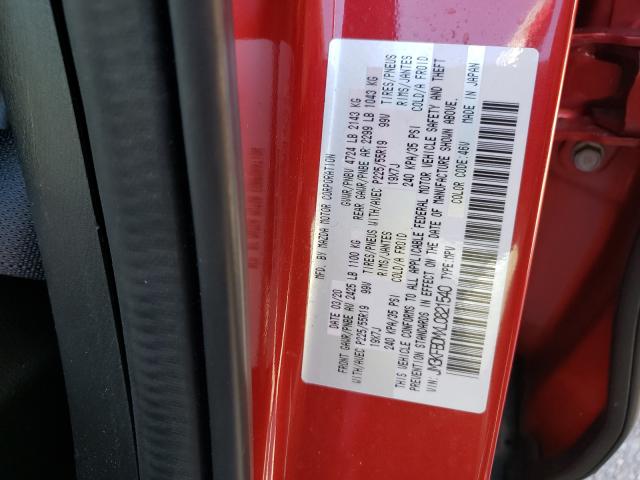 MFD. BY MAZDA MOTOR CORPORATION
DATE 03/20 GVWR/PNBV 4724 LB 2143 KG
FRONT GAWR/PNBE AV 2425 LB 1100 KG REAR GAWR/PNBE AR 2299 LB 1043 KG
WITH/AVEC P225/55R19 99V TIRES/PNEUS WITH/AVEC P225/55R19 99V TIRES/PNEUS
19X7J RIMS/JANTES 19X7J RIMS/JANTES
240 KPA/35 PSI COLD/A FROID 240 KPA/35 PSI COLD/A FROID
THIS VEHICLE CONFORMS TO ALL APPLICABLE FEDERAL MOTOR VEHICLE SAFETY AND THEFT
PREVENTION STANDARDS IN EFFECT ON THE DATE OF MANUFACTURE SHOWN ABOVE.
VIN: JM3KFBDM1L0821540 TYPE:MPV COLOR CODE:46V MADE IN JAPAN